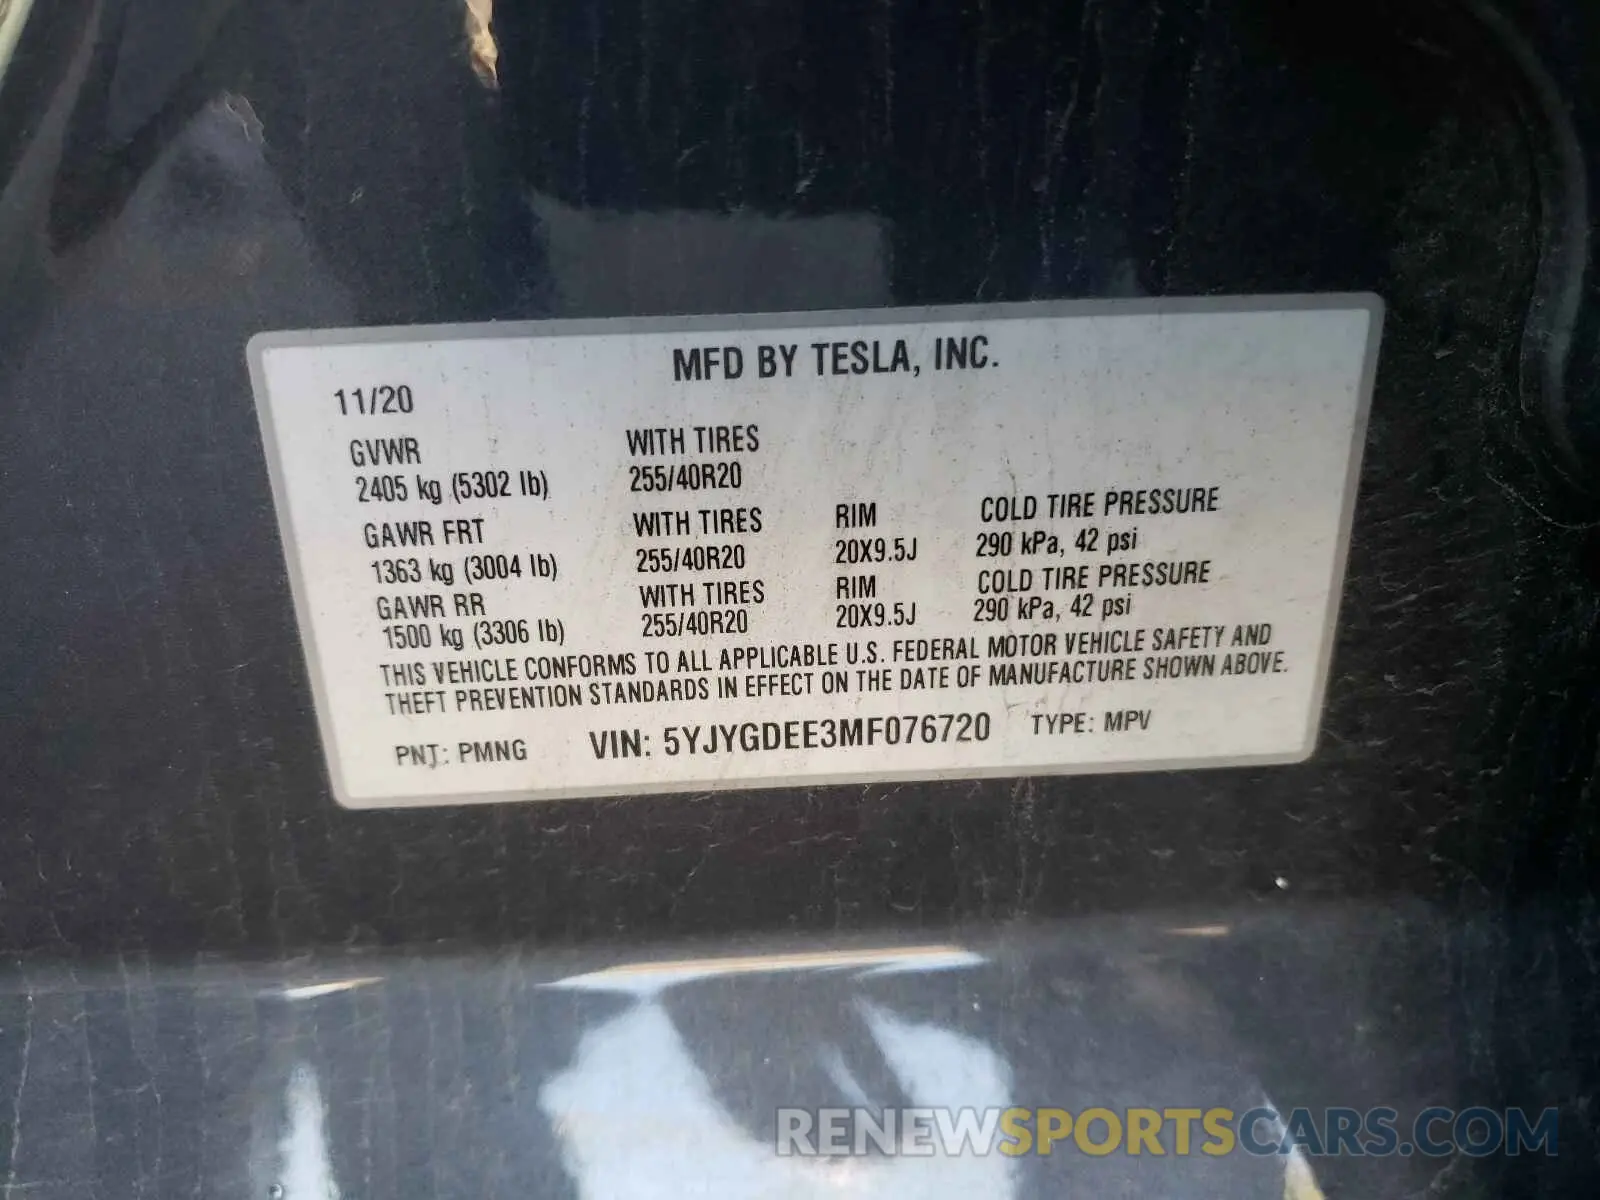 MFD BY TESLA, INC.
11/20
GVWR WITH TIRES
2405 kg (5302 lb) 255/40R20
GAWR FRT WITH TIRES RIM COLD TIRE PRESSURE
1363 kg (3004 lb) 255/40R20 20X9.5J 290 kPa, 42 psi
GAWR RR WITH TIRES RIM COLD TIRE PRESSURE
1500 kg (3306 lb) 255/40R20 20X9.5J 290 kPa, 42 psi
THIS VEHICLE CONFORMS TO ALL APPLICABLE U.S. FEDERAL MOTOR VEHICLE SAFETY AND
THEFT PREVENTION STANDARDS IN EFFECT ON THE DATE OF MANUFACTURE SHOWN ABOVE.
PNT: PMNG VIN: 5YJYGDEE3MF076720 TYPE: MPV
RENEWSPORTSCARS.COM